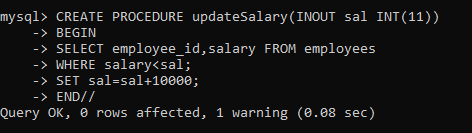 mysql> CREATE PROCEDURE updateSalary(INOUT sal INT(11))
    -> BEGIN
    -> SELECT employee_id,salary FROM employees
    -> WHERE salary<sal;
    -> SET sal=sal+10000;
    -> END//
Query OK, 0 rows affected, 1 warning (0.08 sec)